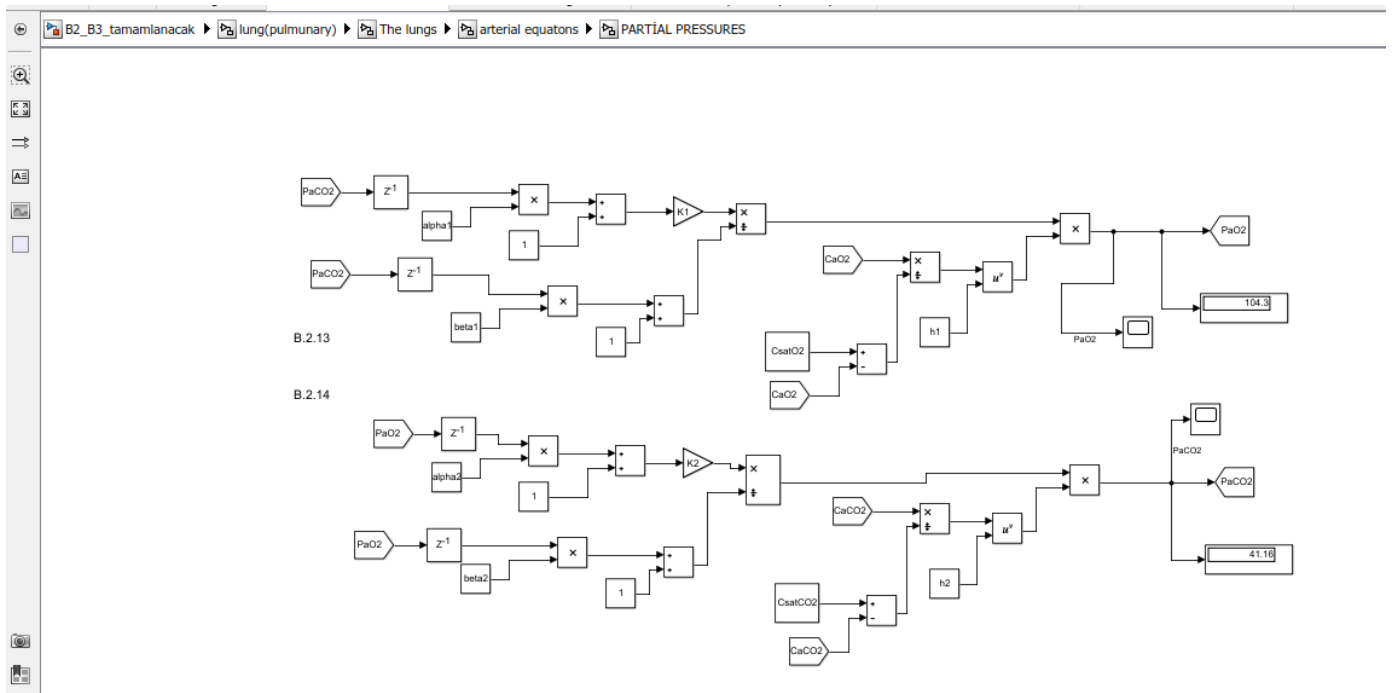 B2_B3_tamamlanacak lung(pulmunary) The lungs arterial equatons PARTİAL PRESSURES
PaCO2
Z-1
alpha1
×
1
+
+
K1
×
÷
×
PaO2
PaCO2
Z-1
beta1
×
1
+
+
CaO2
×
÷
u^v
h1
CsatO2
+
−
CaO2
104.3
PaO2
B.2.13
B.2.14
PaO2
Z-1
alpha2
×
1
+
+
K2
×
÷
×
PaCO2
PaCO2
PaO2
Z-1
beta2
×
1
+
+
CaCO2
×
÷
u^v
h2
CsatCO2
+
−
CaCO2
41.16